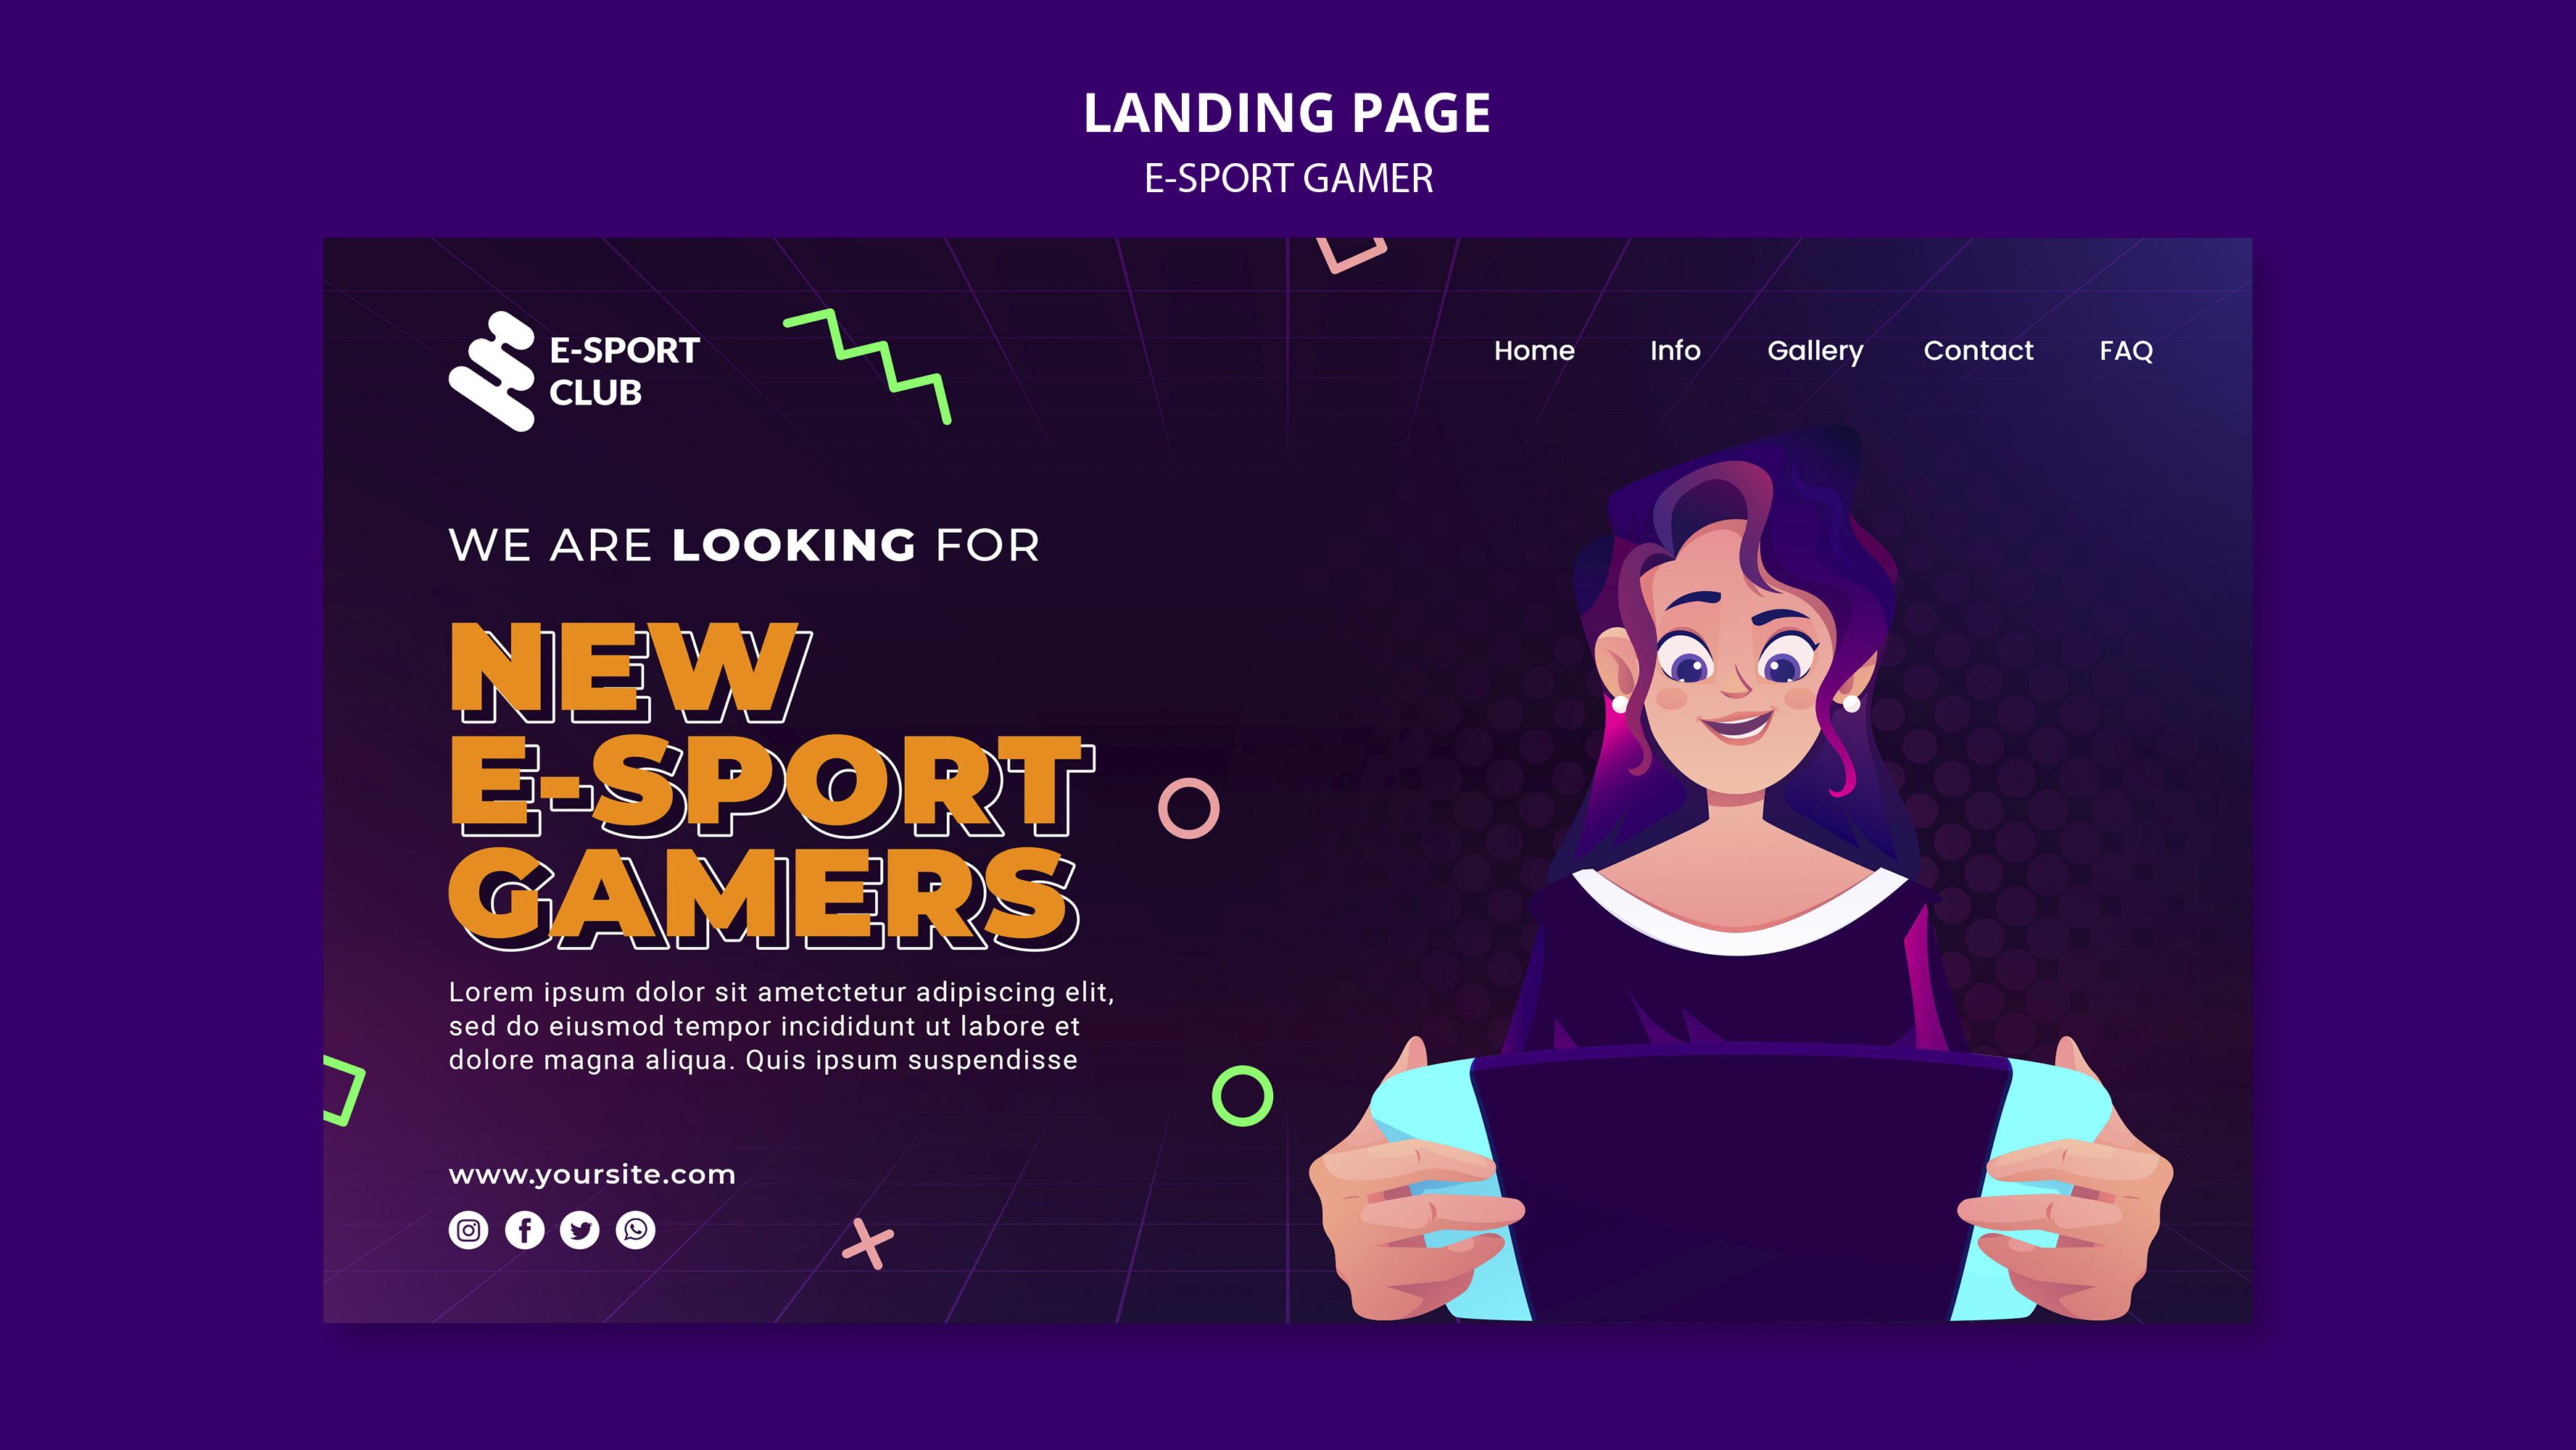 LANDING PAGE
E-SPORT GAMER
E-SPORT
CLUB
Home Info Gallery Contact FAQ
WE ARE LOOKING FOR
NEW
E-SPORT
GAMERS
Lorem ipsum dolor sit ametctetur adipiscing elit,
sed do eiusmod tempor incididunt ut labore et
dolore magna aliqua. Quis ipsum suspendisse
www.yoursite.com